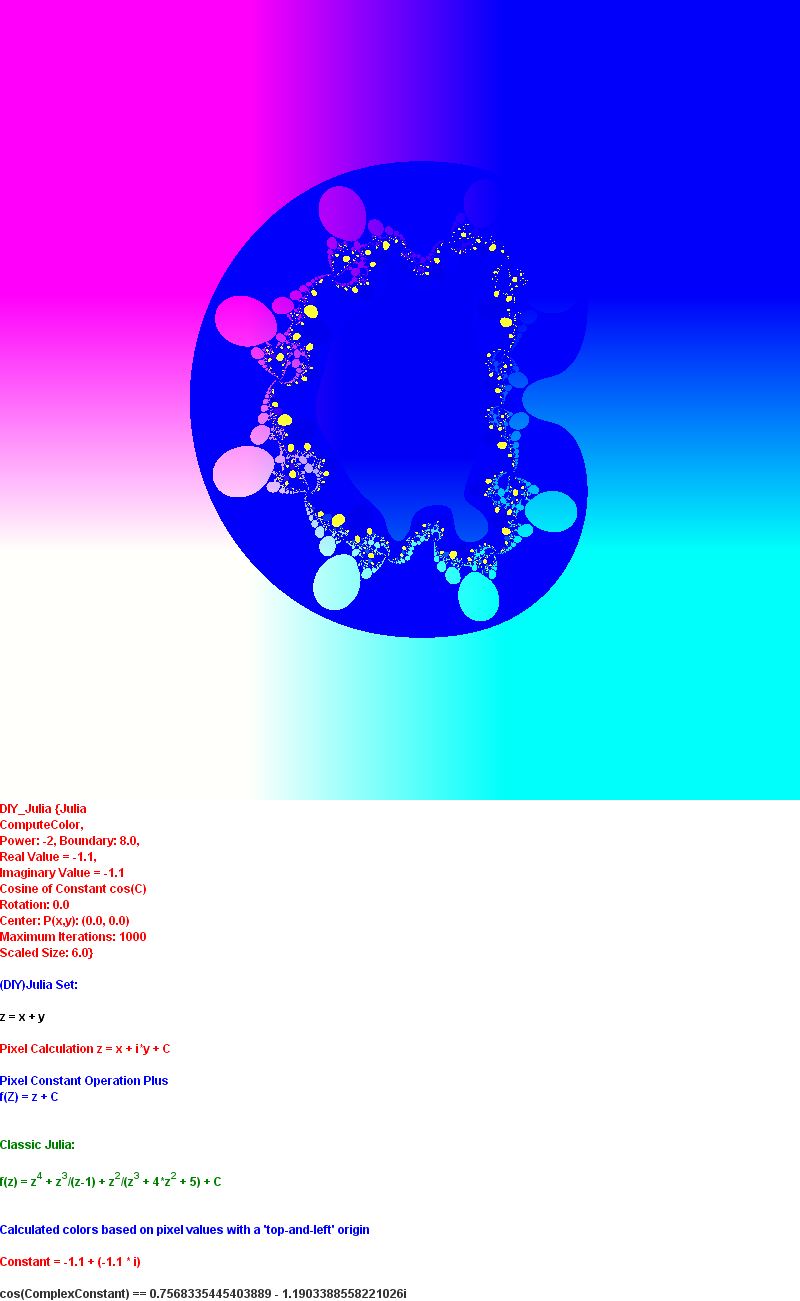 DIY_Julia {Julia
ComputeColor,
Power: -2, Boundary: 8.0,
Real Value = -1.1,
Imaginary Value = -1.1
Cosine of Constant cos(C)
Rotation: 0.0
Center: P(x,y): (0.0, 0.0)
Maximum Iterations: 1000
Scaled Size: 6.0}
(DIY)Julia Set:
z = x + y
Pixel Calculation z = x + i*y + C
Pixel Constant Operation Plus
f(Z) = z + C
Classic Julia:
f(z) = z^4 + z^3/(z-1) + z^2/(z^3 + 4*z^2 + 5) + C
Calculated colors based on pixel values with a 'top-and-left' origin
Constant = -1.1 + (-1.1 * i)
cos(ComplexConstant) == 0.7568335445403889 - 1.1903388558221026i